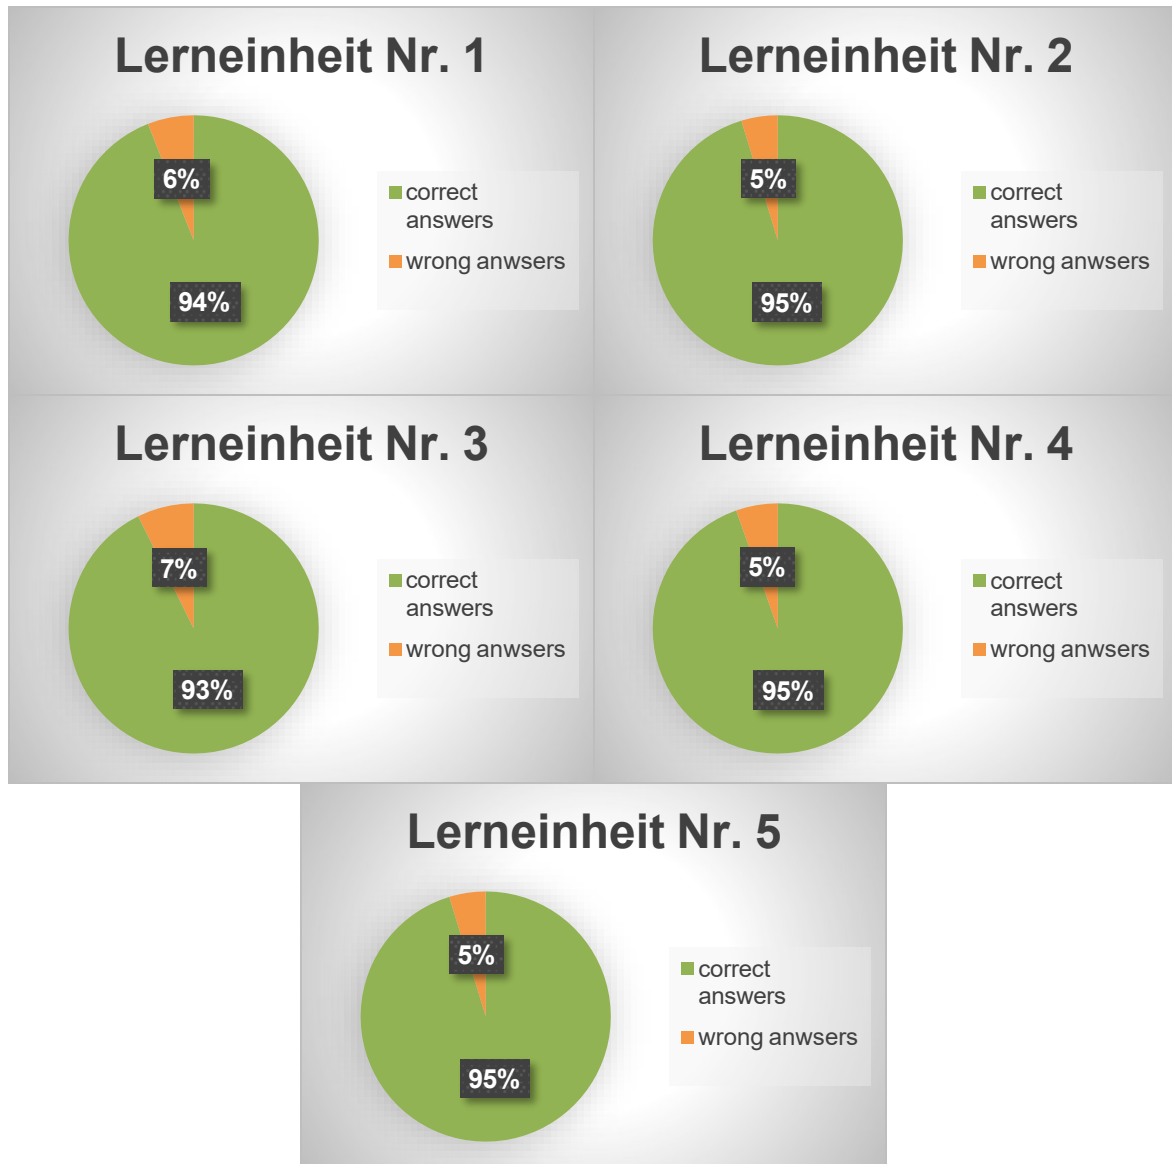 Lerneinheit Nr. 1
6%
94%
correct
answers
wrong anwsers
Lerneinheit Nr. 2
5%
95%
correct
answers
wrong anwsers
Lerneinheit Nr. 3
7%
93%
correct
answers
wrong anwsers
Lerneinheit Nr. 4
5%
95%
correct
answers
wrong anwsers
Lerneinheit Nr. 5
5%
95%
correct
answers
wrong anwsers